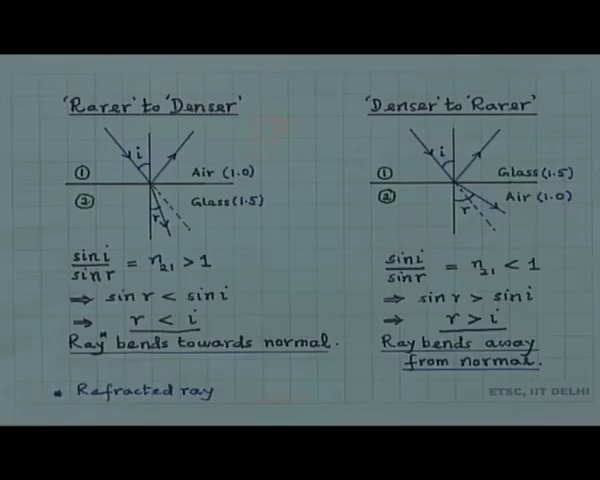 'Rarer' to 'Denser'
i
① Air (1.0)
② Glass (1.5)
r
sin i / sin r = n21 > 1
⇒ sin r < sin i
⇒ r < i
Ray* bends towards normal.
* Refracted ray
'Denser' to 'Rarer'
i
① Glass (1.5)
② Air (1.0)
r
sin i / sin r = n21 < 1
⇒ sin r > sin i
⇒ r > i
Ray bends away
from normal.
ETSC, IIT DELHI